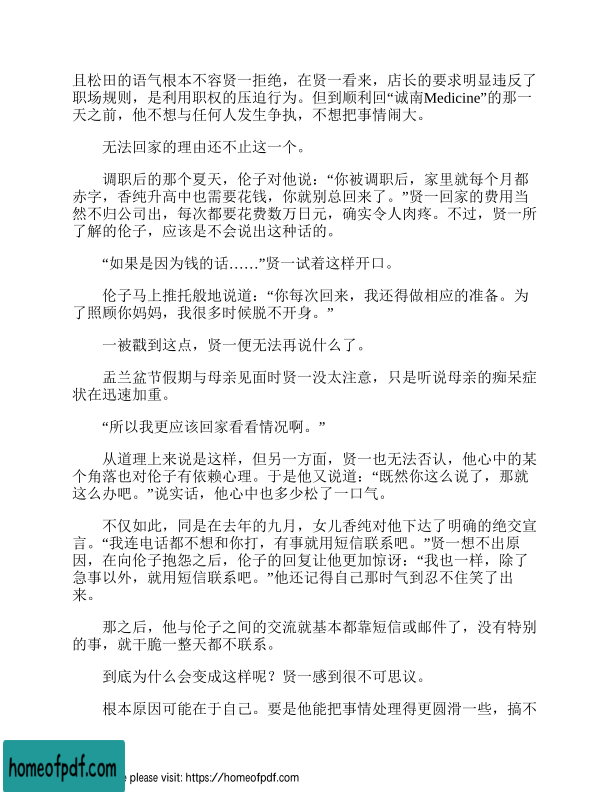 且松田的语气根本不容贤一拒绝，在贤一看来，店长的要求明显违反了
职场规则，是利用职权的压迫行为。但到顺利回“诚南Medicine”的那一
天之前，他不想与任何人发生争执，不想把事情闹大。
无法回家的理由还不止这一个。
调职后的那个夏天，伦子对他说：“你被调职后，家里就每个月都
赤字，香纯升高中也需要花钱，你就别总回来了。”贤一回家的费用当
然不归公司出，每次都要花费数万日元，确实令人肉疼。不过，贤一所
了解的伦子，应该是不会说出这种话的。
“如果是因为钱的话……”贤一试着这样开口。
伦子马上推托般地说道：“你每次回来，我还得做相应的准备。为
了照顾你妈妈，我很多时候脱不开身。”
一被戳到这点，贤一便无法再说什么了。
盂兰盆节假期与母亲见面时贤一没太注意，只是听说母亲的痴呆症
状在迅速加重。
“所以我更应该回家看看情况啊。”
从道理上来说是这样，但另一方面，贤一也无法否认，他心中的某
个角落也对伦子有依赖心理。于是他又说道：“既然你这么说了，那就
这么办吧。”说实话，他心中也多少松了一口气。
不仅如此，同是在去年的九月，女儿香纯对他下达了明确的绝交宣
言。“我连电话都不想和你打，有事就用短信联系吧。”贤一想不出原
因，在向伦子抱怨之后，伦子的回复让他更加惊讶：“我也一样，除了
急事以外，就用短信联系吧。”他还记得自己那时气到忍不住笑了出
来。
那之后，他与伦子之间的交流就基本都靠短信或邮件了，没有特别
的事，就干脆一整天都不联系。
到底为什么会变成这样呢？贤一感到很不可思议。
根本原因可能在于自己。要是他能把事情处理得更圆滑一些，搞不
homeofpdf.com
e please visit: https://homeofpdf.com